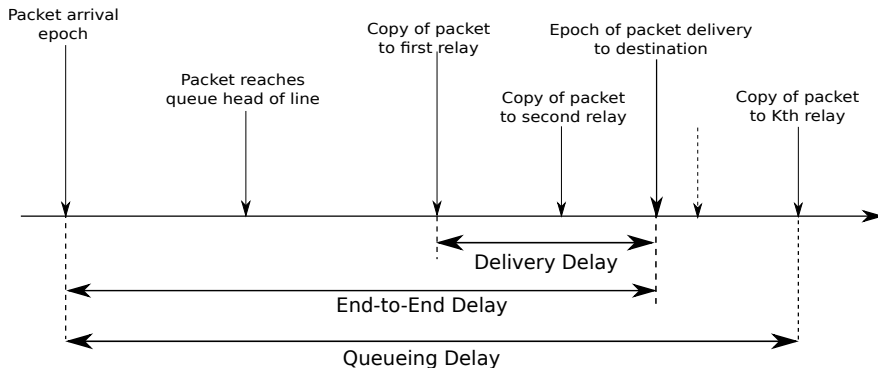 Packet arrival
epoch
Packet reaches
queue head of line
Copy of packet
to first relay
Copy of packet
to second relay
Epoch of packet delivery
to destination
Copy of packet
to Kth relay
Delivery Delay
End-to-End Delay
Queueing Delay